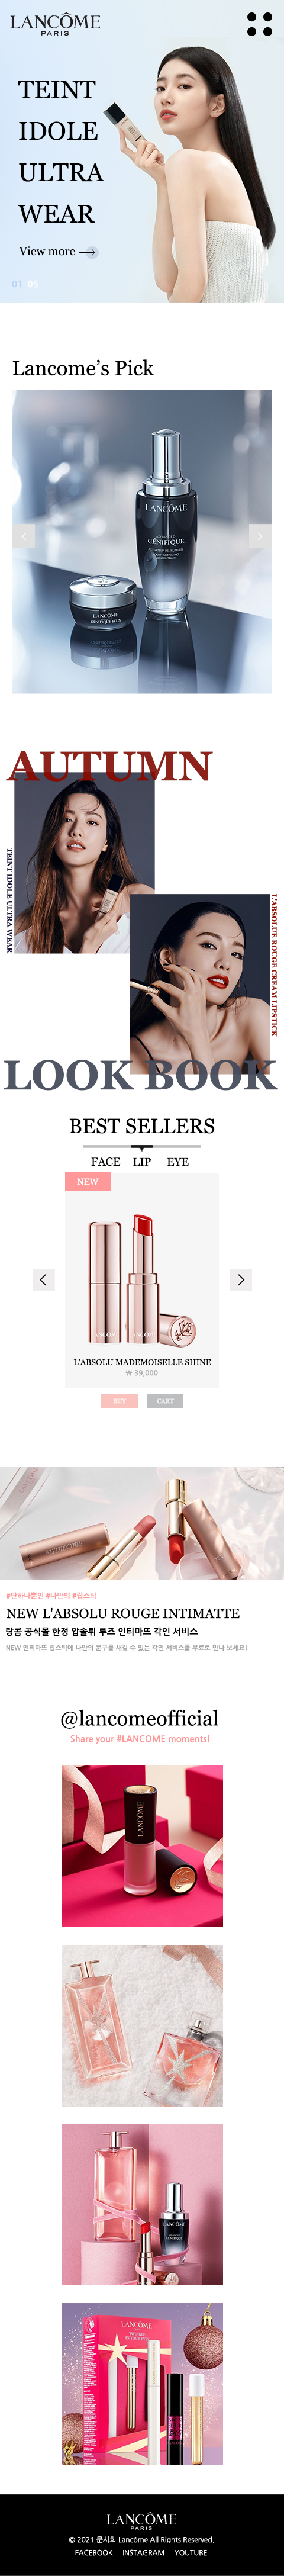 LANCÔME
PARIS
TEINT
IDOLE
ULTRA
WEAR
View more
01 05
Lancome's Pick
LANCÔME
ADVANCED
GÉNIFIQUE
LANCÔME
GÉNIFIQUE YEUX
AUTUMN
TEINT IDOLE ULTRA WEAR
L'ABSOLUE ROUGE CREAM LIPSTICK
LOOK BOOK
BEST SELLERS
FACE LIP EYE
NEW
L'ABSOLU MADEMOISELLE SHINE
₩ 39,000
BUY CART
#단하나뿐인 #나만의 #립스틱
NEW L'ABSOLU ROUGE INTIMATTE
랑콤 공식몰 한정 압솔뤼 루즈 인티마뜨 각인 서비스
NEW 인티마뜨 립스틱에 나만의 문구를 새길 수 있는 각인 서비스를 무료로 만나 보세요!
@lancomeofficial
Share your #LANCOME moments!
LANCÔME
LANCÔME
LANCÔME
LANCÔME
PARIS
© 2021 문서희 Lancôme All Rights Reserved.
FACEBOOK INSTAGRAM YOUTUBE